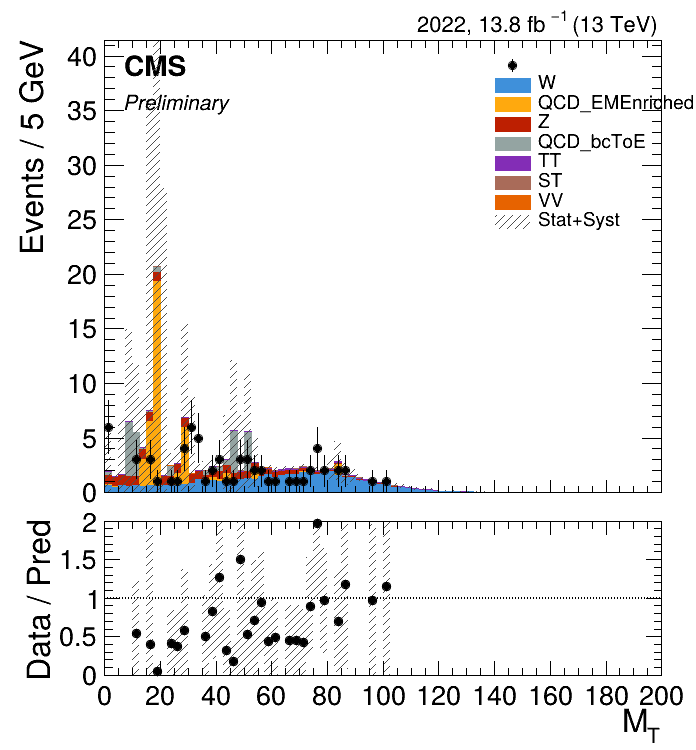 2022, 13.8 fb⁻¹ (13 TeV)
CMS
Preliminary
W
QCD_EMEnriched
Z
QCD_bcToE
TT
ST
VV
Stat+Syst
Events / 5 GeV
40
35
30
25
20
15
10
5
0
Data / Pred
2
1.5
1
0.5
0
0 20 40 60 80 100 120 140 160 180 200
M_T